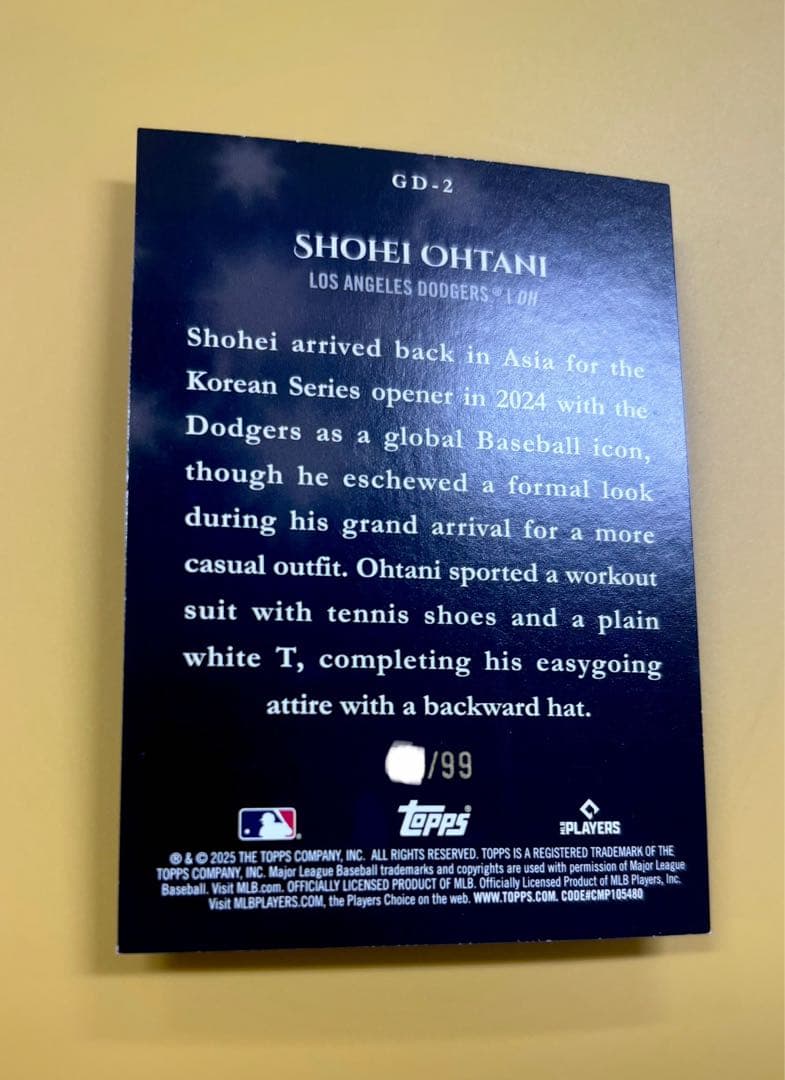 GD-2
SHOHEI OHTANI
LOS ANGELES DODGERS® | DH
Shohei arrived back in Asia for the
Korean Series opener in 2024 with the
Dodgers as a global Baseball icon,
though he eschewed a formal look
during his grand arrival for a more
casual outfit. Ohtani sported a workout
suit with tennis shoes and a plain
white T, completing his easygoing
attire with a backward hat.
/99
topps®
PLAYERS
® & © 2025 THE TOPPS COMPANY, INC. ALL RIGHTS RESERVED. TOPPS IS A REGISTERED TRADEMARK OF THE
TOPPS COMPANY, INC. Major League Baseball trademarks and copyrights are used with permission of Major League
Baseball. Visit MLB.com. OFFICIALLY LICENSED PRODUCT OF MLB. Officially Licensed Product of MLB Players, Inc.
Visit MLBPLAYERS.COM, the Players Choice on the web. WWW.TOPPS.COM. CODE#CMP105480